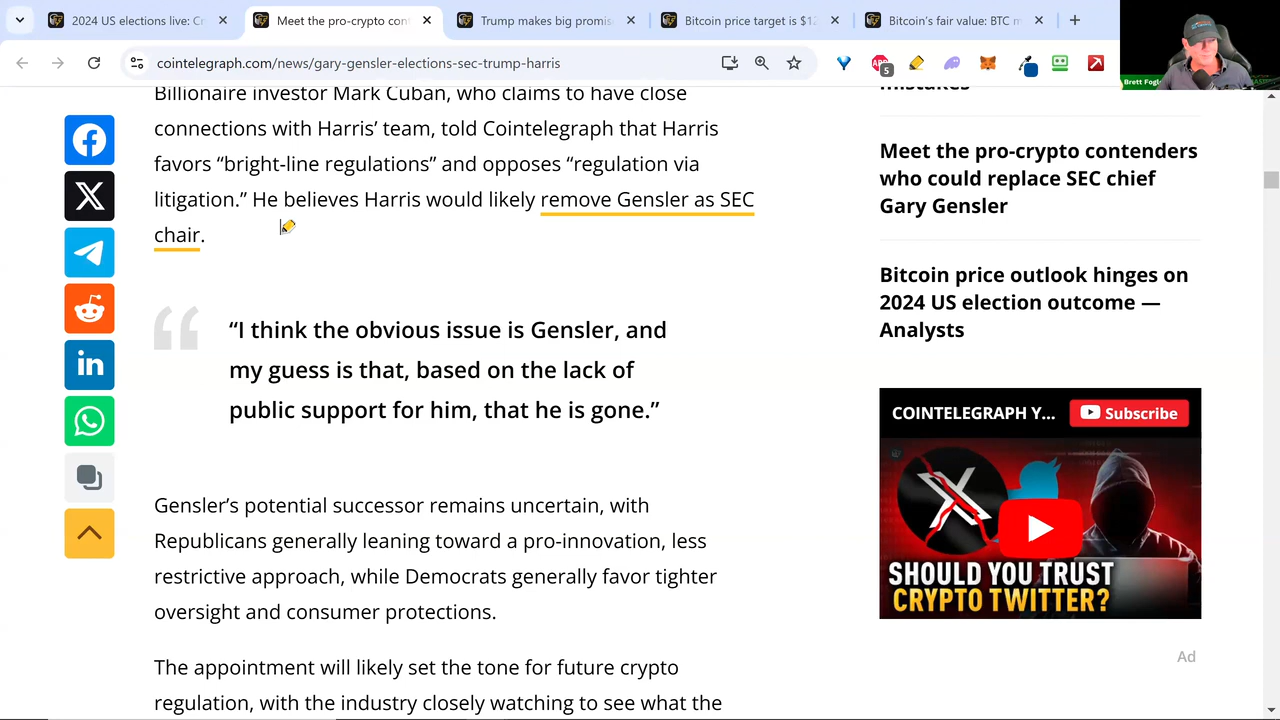 2024 US elections live: Cr
Meet the pro-crypto cont
Trump makes big promis
Bitcoin price target is $12
Bitcoin's fair value: BTC m
cointelegraph.com/news/gary-gensler-elections-sec-trump-harris
5
Brett Fogle
Billionaire investor Mark Cuban, who claims to have close
connections with Harris’ team, told Cointelegraph that Harris
favors “bright-line regulations” and opposes “regulation via
litigation.” He believes Harris would likely remove Gensler as SEC
chair.
“I think the obvious issue is Gensler, and
my guess is that, based on the lack of
public support for him, that he is gone.”
Gensler’s potential successor remains uncertain, with
Republicans generally leaning toward a pro-innovation, less
restrictive approach, while Democrats generally favor tighter
oversight and consumer protections.
The appointment will likely set the tone for future crypto
regulation, with the industry closely watching to see what the
mistakes
Meet the pro-crypto contenders
who could replace SEC chief
Gary Gensler
Bitcoin price outlook hinges on
2024 US election outcome —
Analysts
COINTELEGRAPH Y...
Subscribe
SHOULD YOU TRUST
CRYPTO TWITTER?
Ad